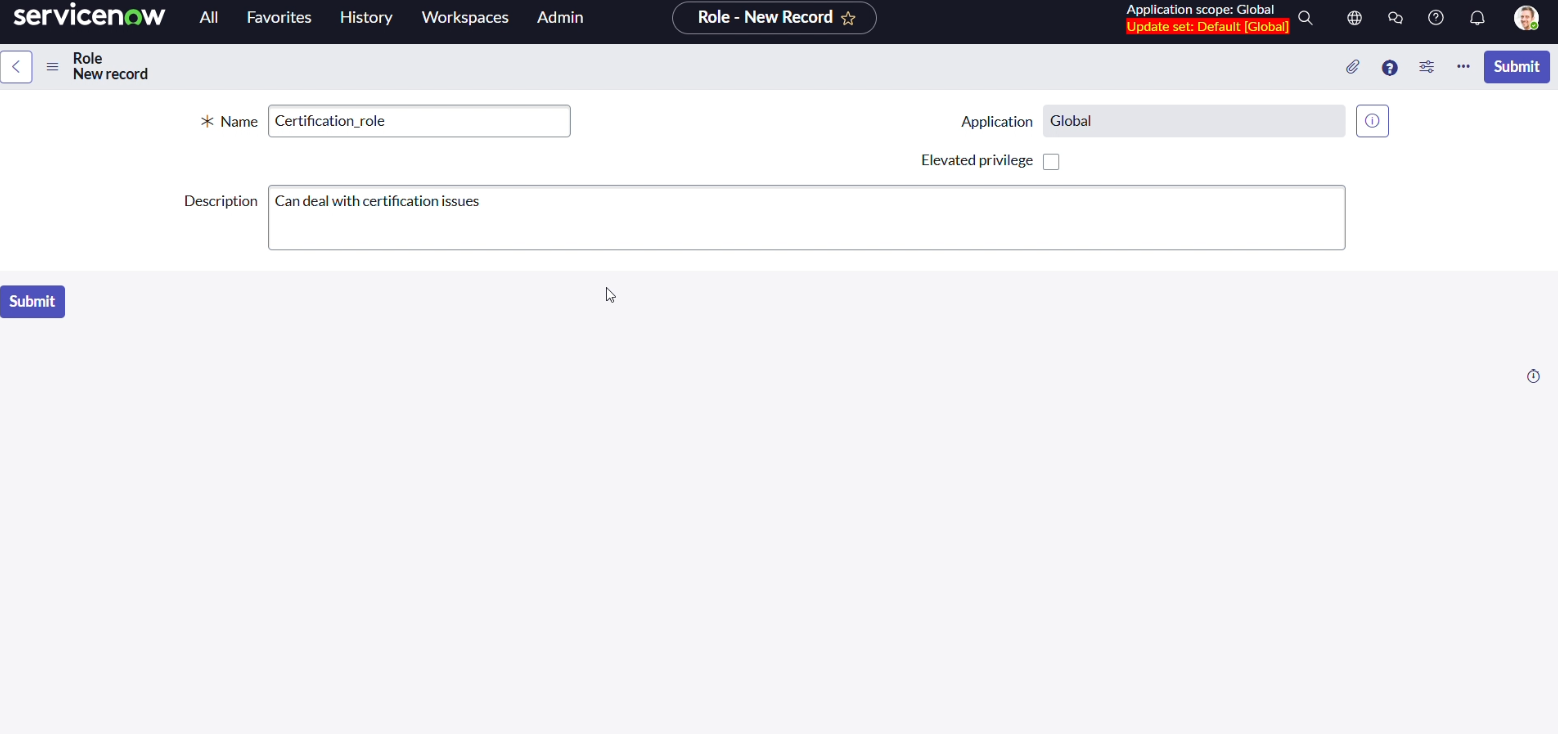 servicenow All Favorites History Workspaces Admin Role - New Record Application scope: Global
Update set: Default [Global]
Role
New record
Submit
Name Certification_role Application Global
Elevated privilege
Description Can deal with certification issues
Submit